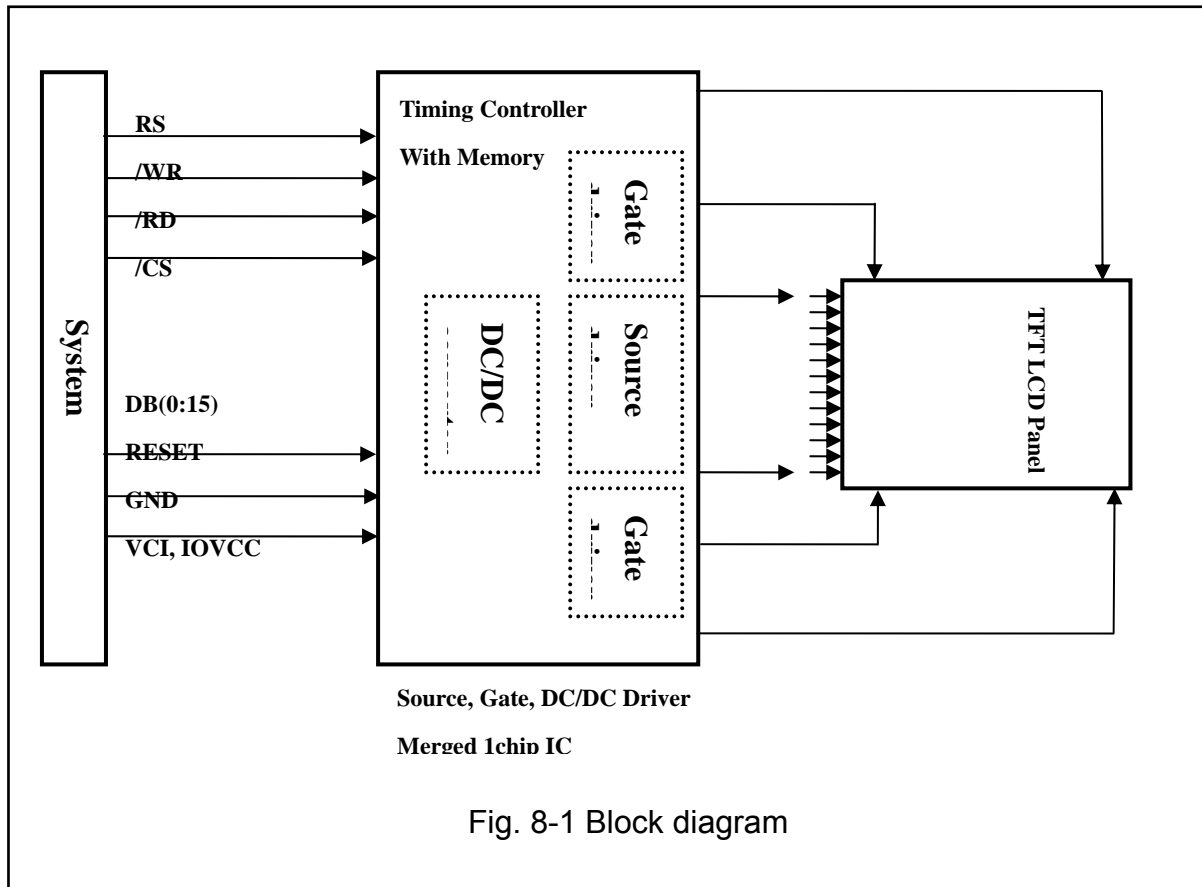 RS
/WR
/RD
/CS
System
DB(0:15)
RESET
GND
VCI, IOVCC
Timing Controller
With Memory
Gate
DC/DC
Source
Gate
TFT LCD Panel
Source, Gate, DC/DC Driver
Merged 1chip IC
Fig. 8-1 Block diagram